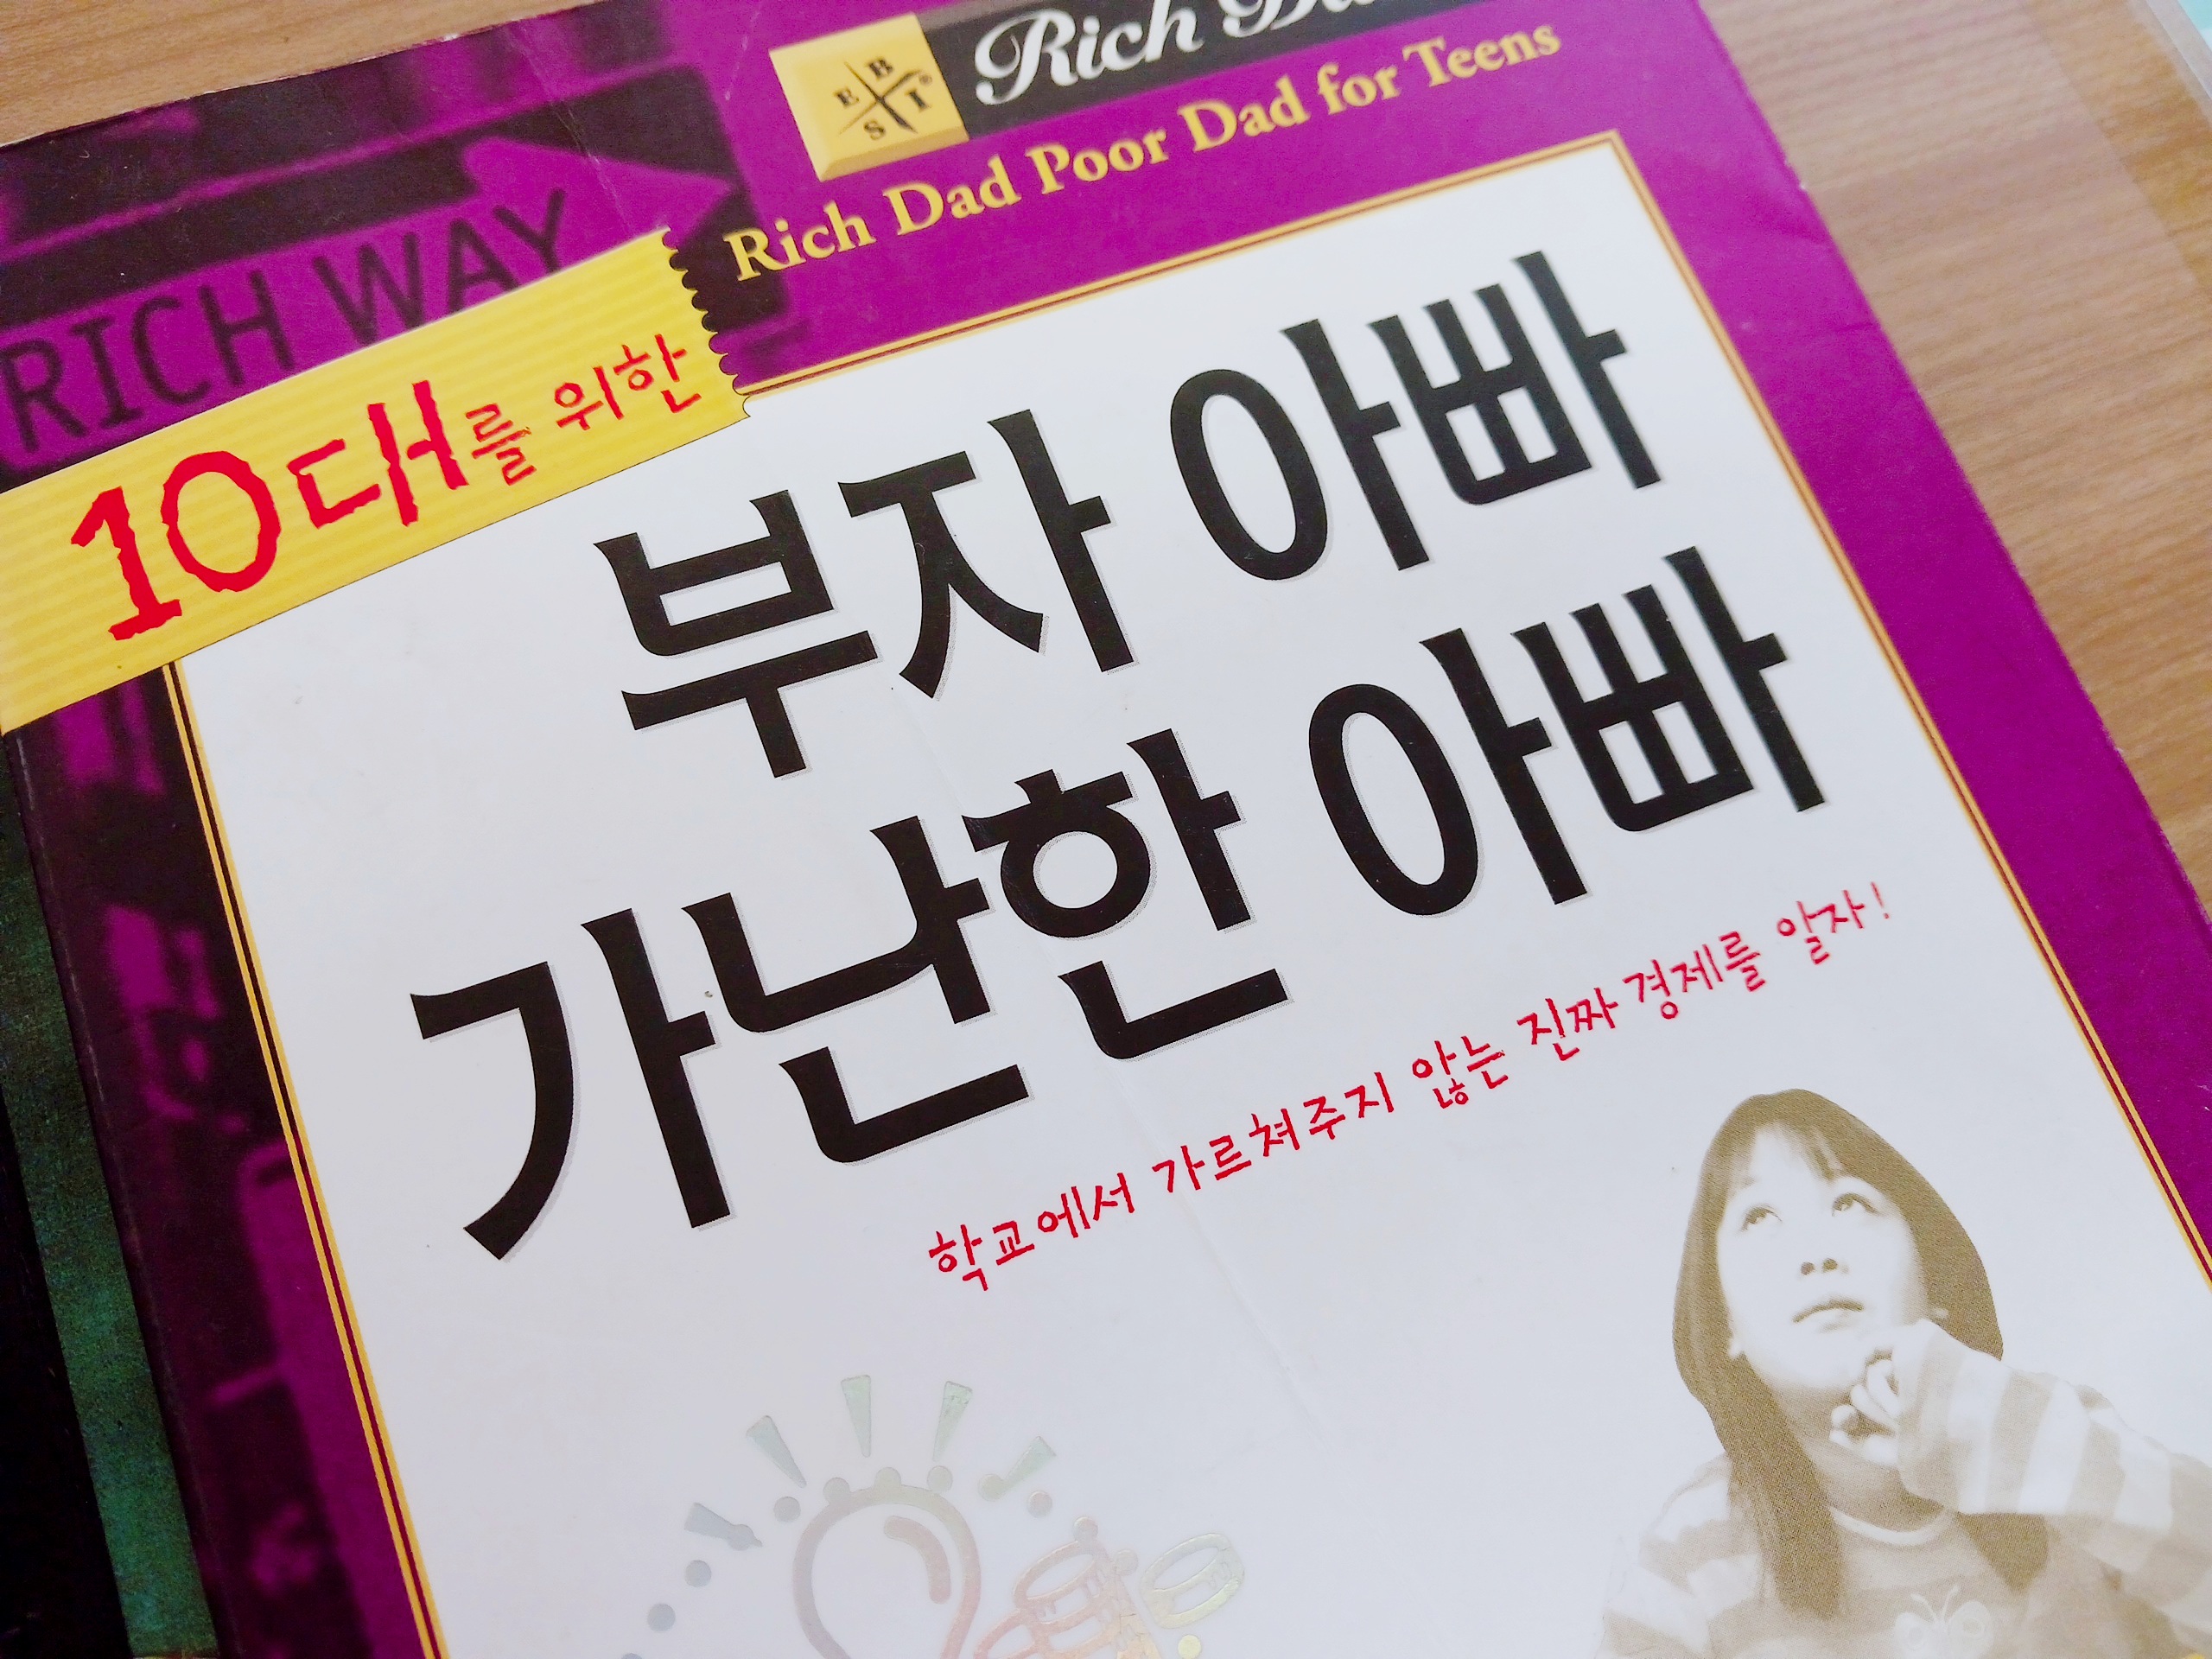 Rich
E B I S
Rich Dad Poor Dad for Teens
RICH WAY
10대를 위한
부자 아빠
가난한 아빠
학교에서 가르쳐주지 않는 진짜 경제를 알자!